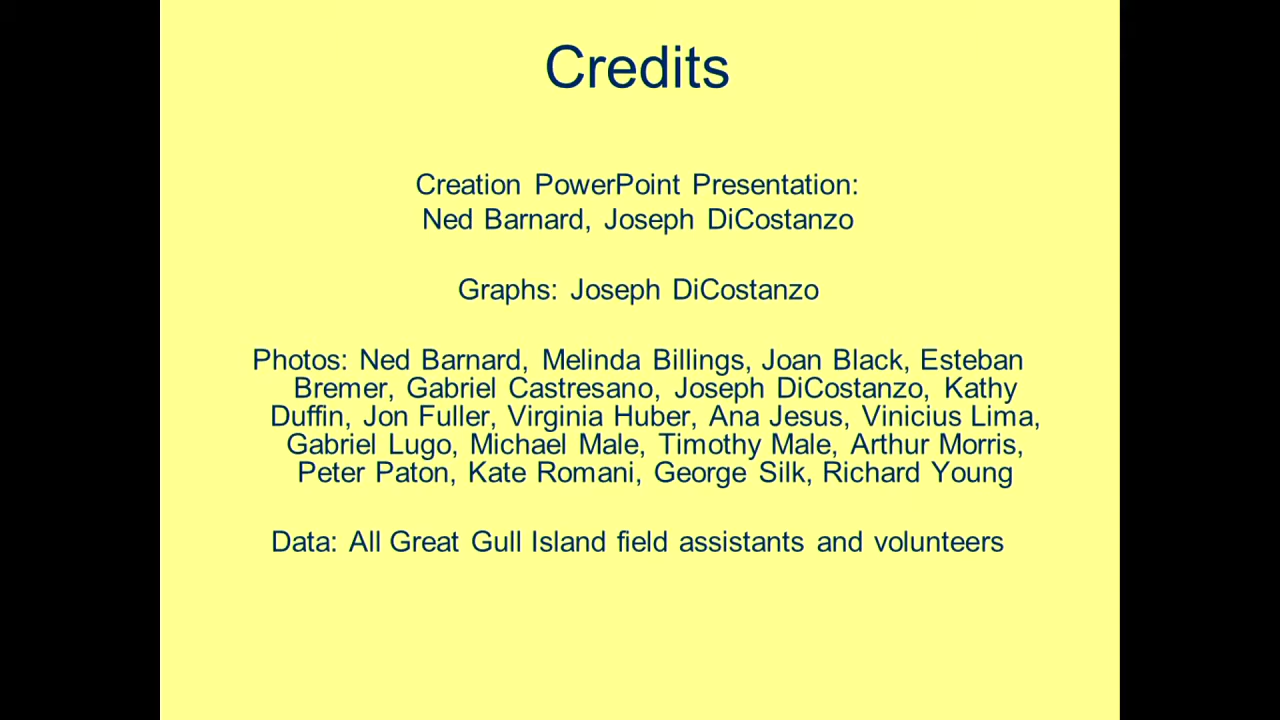 Credits
Creation PowerPoint Presentation:
Ned Barnard, Joseph DiCostanzo
Graphs: Joseph DiCostanzo
Photos: Ned Barnard, Melinda Billings, Joan Black, Esteban
Bremer, Gabriel Castresano, Joseph DiCostanzo, Kathy
Duffin, Jon Fuller, Virginia Huber, Ana Jesus, Vinicius Lima,
Gabriel Lugo, Michael Male, Timothy Male, Arthur Morris,
Peter Paton, Kate Romani, George Silk, Richard Young
Data: All Great Gull Island field assistants and volunteers